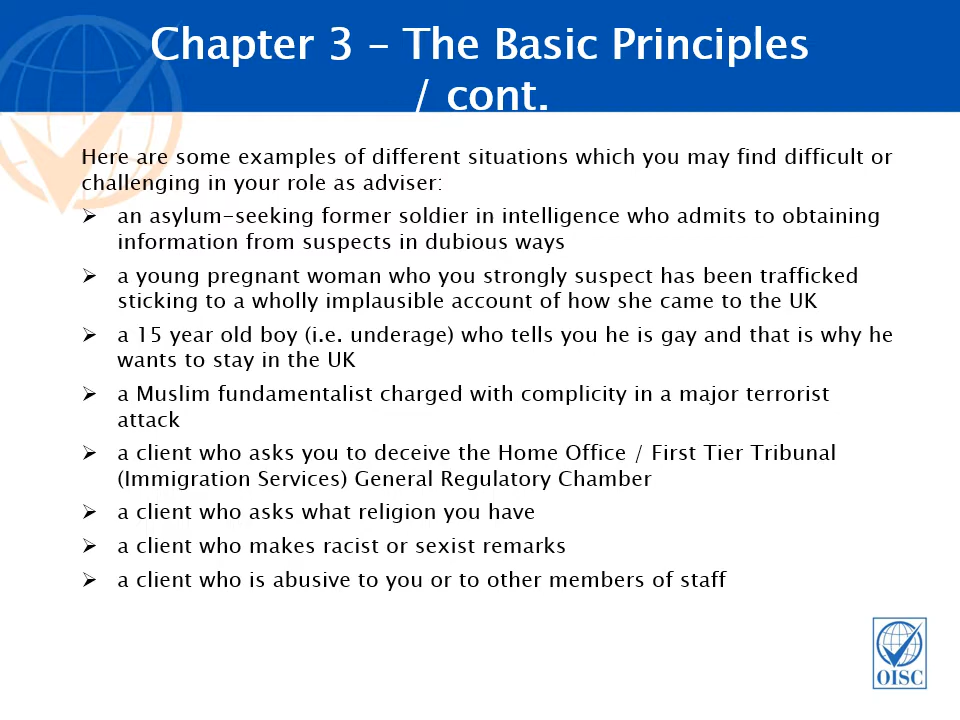 Chapter 3 – The Basic Principles
/ cont.
Here are some examples of different situations which you may find difficult or
challenging in your role as adviser:
➢ an asylum-seeking former soldier in intelligence who admits to obtaining
information from suspects in dubious ways
➢ a young pregnant woman who you strongly suspect has been trafficked
sticking to a wholly implausible account of how she came to the UK
➢ a 15 year old boy (i.e. underage) who tells you he is gay and that is why he
wants to stay in the UK
➢ a Muslim fundamentalist charged with complicity in a major terrorist
attack
➢ a client who asks you to deceive the Home Office / First Tier Tribunal
(Immigration Services) General Regulatory Chamber
➢ a client who asks what religion you have
➢ a client who makes racist or sexist remarks
➢ a client who is abusive to you or to other members of staff
OISC